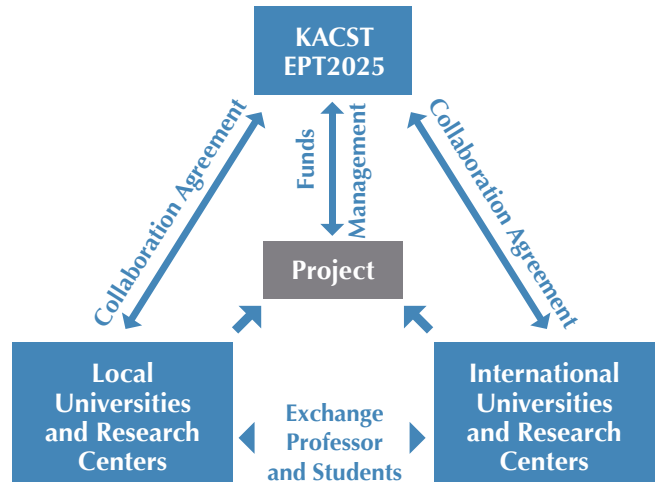 KACST
EPT2025
Collaboration Agreement
Funds
Management
Collaboration Agreement
Project
Local
Universities
and Research
Centers
Exchange
Professor
and Students
International
Universities
and Research
Centers